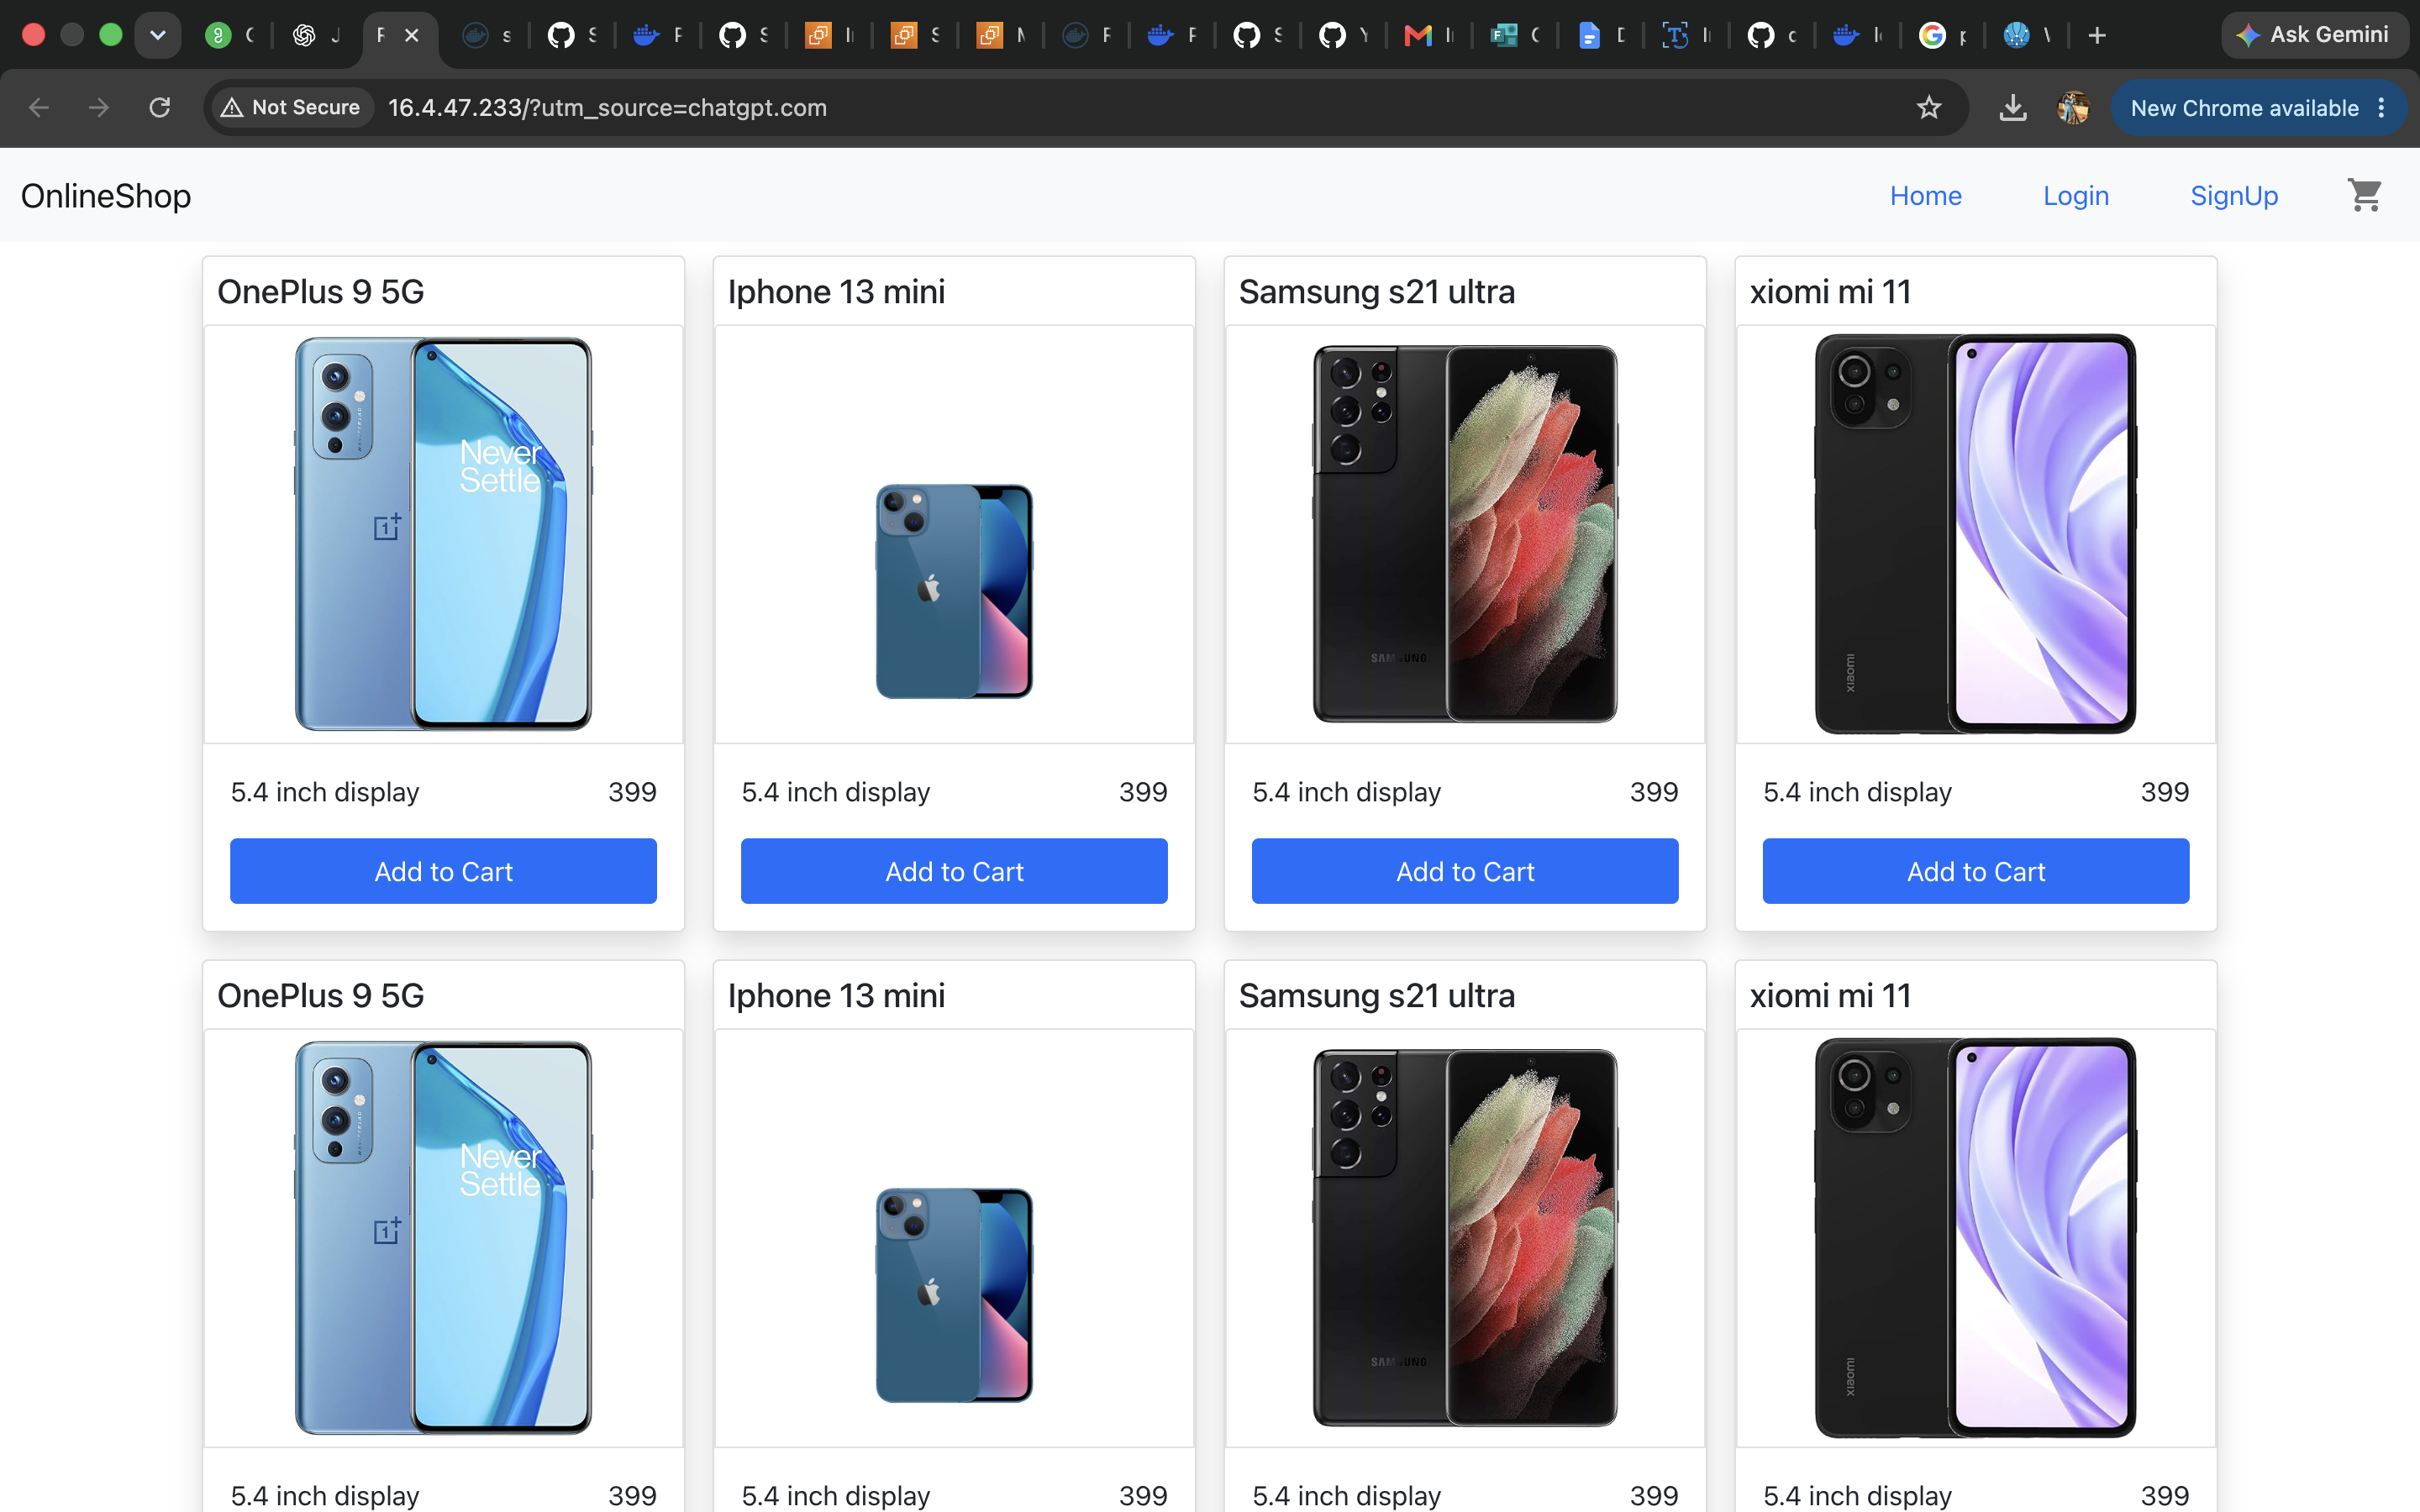 Ask Gemini
Not Secure 16.4.47.233/?utm_source=chatgpt.com New Chrome available
OnlineShop Home Login SignUp
OnePlus 9 5G Iphone 13 mini Samsung s21 ultra xiomi mi 11
Never
Settle
SAMSUNG
xiaomi
5.4 inch display 399 5.4 inch display 399 5.4 inch display 399 5.4 inch display 399
Add to Cart Add to Cart Add to Cart Add to Cart
OnePlus 9 5G Iphone 13 mini Samsung s21 ultra xiomi mi 11
Never
Settle
SAMSUNG
xiaomi
5.4 inch display 399 5.4 inch display 399 5.4 inch display 399 5.4 inch display 399